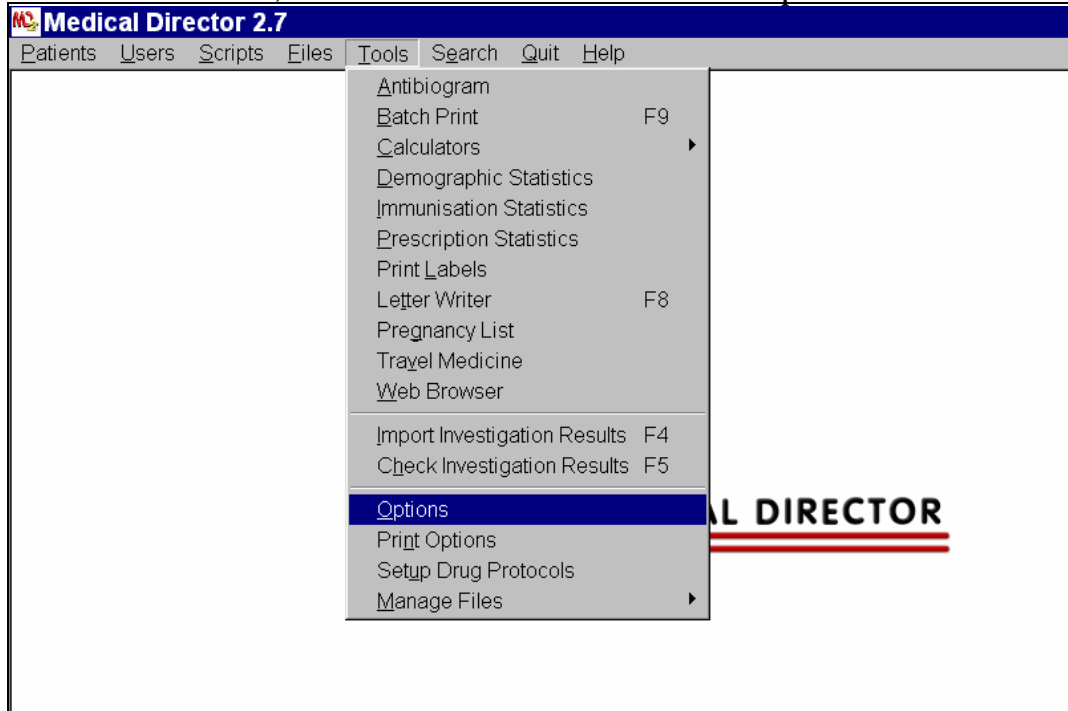 Medical Director 2.7
Patients Users Scripts Files Tools Search Quit Help
Antibiogram
Batch Print F9
Calculators
Demographic Statistics
Immunisation Statistics
Prescription Statistics
Print Labels
Letter Writer F8
Pregnancy List
Travel Medicine
Web Browser
Import Investigation Results F4
Check Investigation Results F5
Options
Print Options
Setup Drug Protocols
Manage Files
AL DIRECTOR